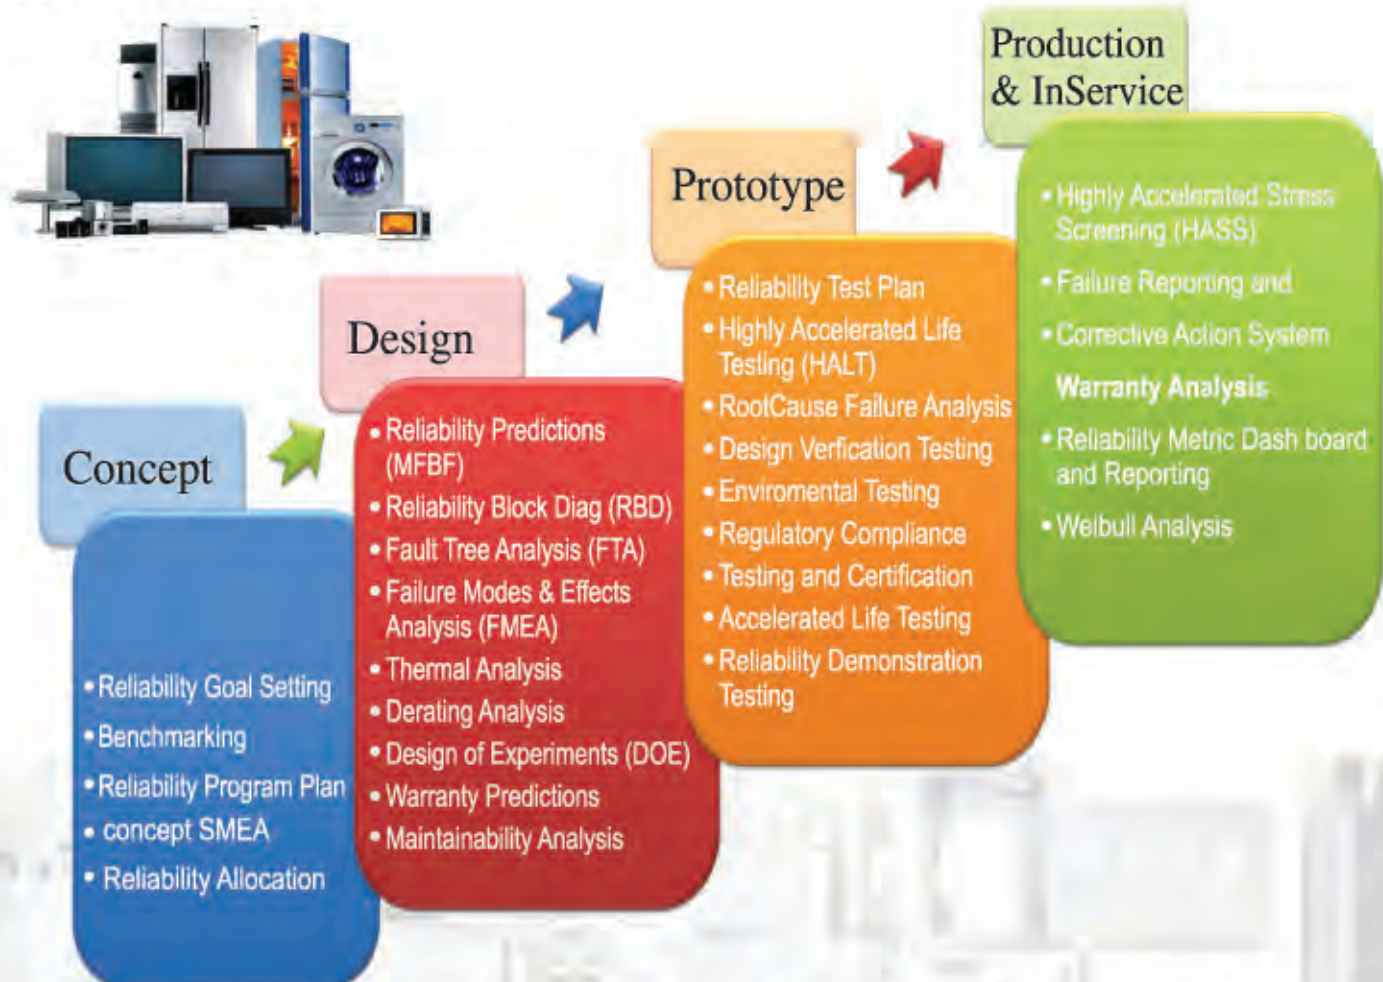 Concept
• Reliability Goal Setting
• Benchmarking
• Reliability Program Plan
• concept SMEA
• Reliability Allocation
Design
• Reliability Predictions
(MFBF)
• Reliability Block Diag (RBD)
• Fault Tree Analysis (FTA)
• Failure Modes & Effects
Analysis (FMEA)
• Thermal Analysis
• Derating Analysis
• Design of Experiments (DOE)
• Warranty Predictions
• Maintainability Analysis
Prototype
• Reliability Test Plan
• Highly Accelerated Life
Testing (HALT)
• RootCause Failure Analysis
• Design Verfication Testing
• Enviromental Testing
• Regulatory Compliance
• Testing and Certification
• Accelerated Life Testing
• Reliability Demonstration
Testing
Production
& InService
• Highly Accelerated Stress
Screening (HASS)
• Failure Reporting and
• Corrective Action System
Warranty Analysis
• Reliability Metric Dash board
and Reporting
• Weibull Analysis